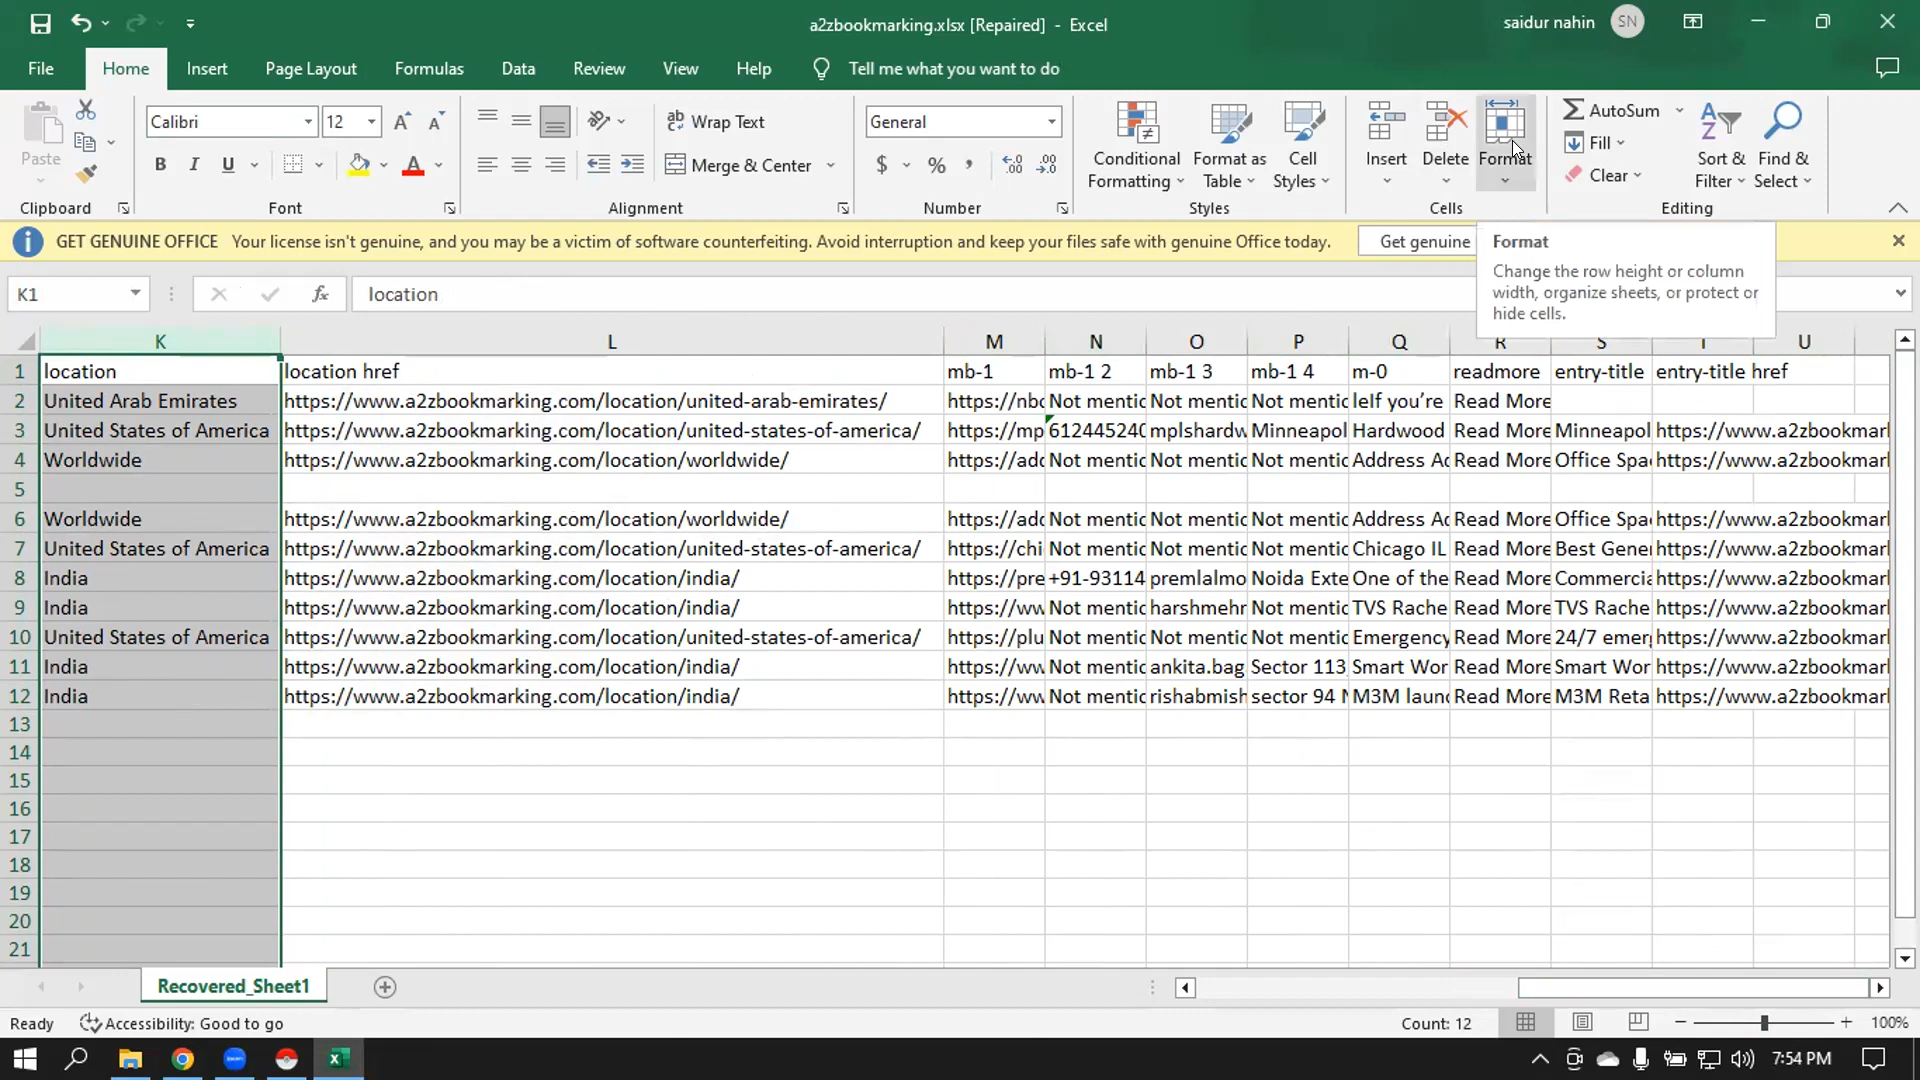 a2zbookmarking.xlsx [Repaired] - Excel
saidur nahin SN
File Home Insert Page Layout Formulas Data Review View Help Tell me what you want to do
Paste
Clipboard
Calibri 12
B I U A
Font
ab Wrap Text
Merge & Center
Alignment
General
$ % ,
Number
Conditional Formatting
Format as Table
Cell Styles
Styles
Insert Delete Format
Cells
AutoSum
Fill
Clear
Sort & Filter
Find & Select
Editing
GET GENUINE OFFICE Your license isn't genuine, and you may be a victim of software counterfeiting. Avoid interruption and keep your files safe with genuine Office today. Get genuine
Format
Change the row height or column
width, organize sheets, or protect or
hide cells.
K1 fx location
K L M N O P Q R S T U
1 location location href mb-1 mb-1 2 mb-1 3 mb-1 4 m-0 readmore entry-title entry-title href
2 United Arab Emirates https://www.a2zbookmarking.com/location/united-arab-emirates/ https://nbc Not mentic Not mentic Not mentic lelf you’re Read More
3 United States of America https://www.a2zbookmarking.com/location/united-states-of-america/ https://mp 612445240 mplshardw Minneapol Hardwood Read More Minneapol https://www.a2zbookmarl
4 Worldwide https://www.a2zbookmarking.com/location/worldwide/ https://adc Not mentic Not mentic Not mentic Address Ac Read More Office Spa https://www.a2zbookmarl
5
6 Worldwide https://www.a2zbookmarking.com/location/worldwide/ https://adc Not mentic Not mentic Not mentic Address Ac Read More Office Spa https://www.a2zbookmarl
7 United States of America https://www.a2zbookmarking.com/location/united-states-of-america/ https://chi Not mentic Not mentic Not mentic Chicago IL Read More Best Gene https://www.a2zbookmarl
8 India https://www.a2zbookmarking.com/location/india/ https://pre +91-93114 premlalmo Noida Exte One of the Read More Commercia https://www.a2zbookmarl
9 India https://www.a2zbookmarking.com/location/india/ https://ww Not mentic harshmehr Not mentic TVS Rache Read More TVS Rache https://www.a2zbookmarl
10 United States of America https://www.a2zbookmarking.com/location/united-states-of-america/ https://plu Not mentic Not mentic Not mentic Emergency Read More 24/7 emer https://www.a2zbookmarl
11 India https://www.a2zbookmarking.com/location/india/ https://ww Not mentic ankita.bag Sector 113 Smart Wor Read More Smart Wor https://www.a2zbookmarl
12 India https://www.a2zbookmarking.com/location/india/ https://ww Not mentic rishabmish sector 94 M3M laun Read More M3M Reta https://www.a2zbookmarl
13
14
15
16
17
18
19
20
21
Recovered_Sheet1
Ready Accessibility: Good to go Count: 12 100%
7:54 PM